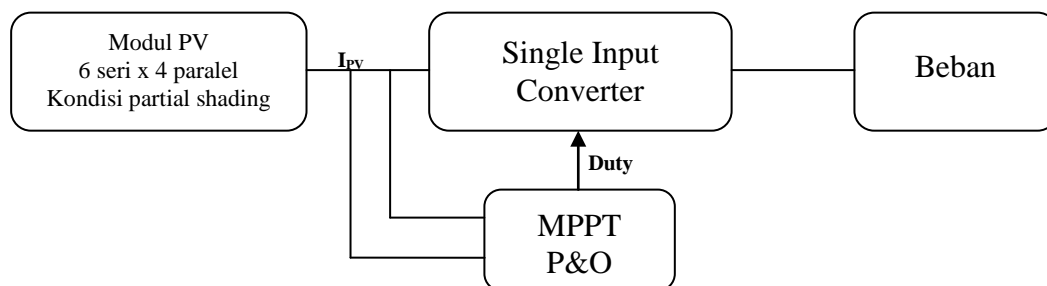 Modul PV
6 seri x 4 paralel
Kondisi partial shading
IPV
Single Input
Converter
Beban
Duty
MPPT
P&O